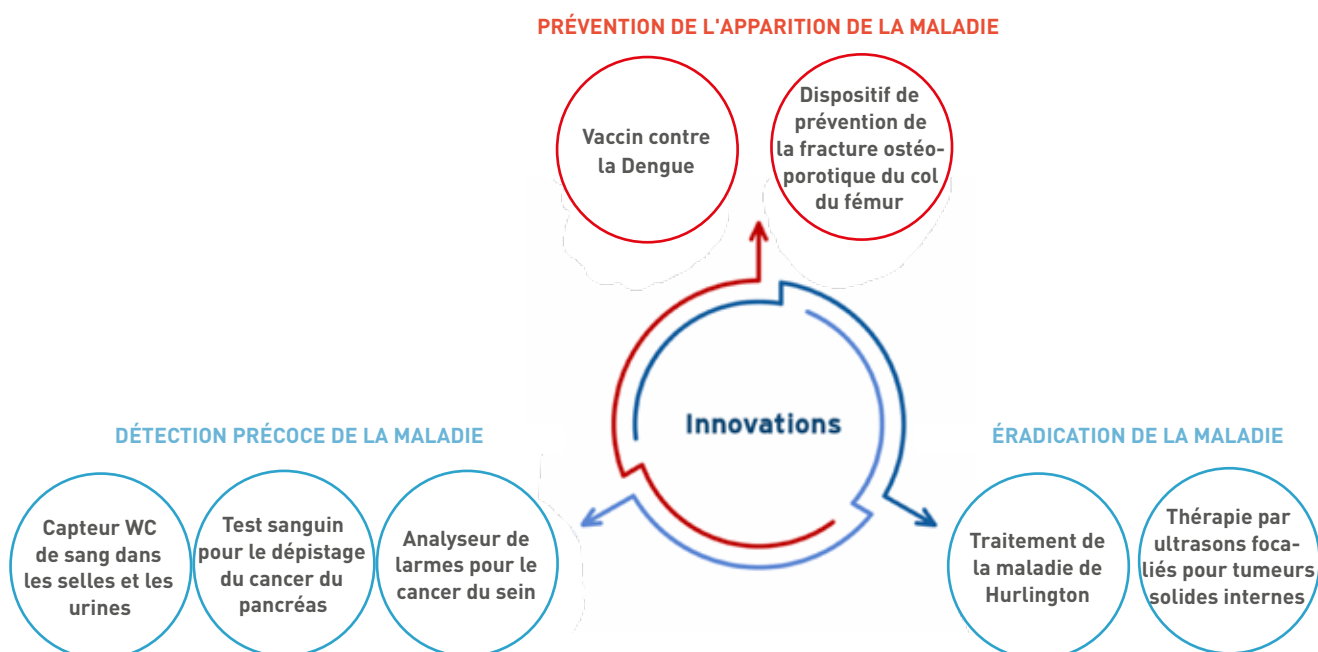 PRÉVENTION DE L'APPARITION DE LA MALADIE
Vaccin contre
la Dengue
Dispositif de
prévention de
la fracture ostéo-
porotique du col
du fémur
Innovations
DÉTECTION PRÉCOCE DE LA MALADIE
Capteur WC
de sang dans
les selles et les
urines
Test sanguin
pour le dépistage
du cancer du
pancréas
Analyseur de
larmes pour le
cancer du sein
ÉRADICATION DE LA MALADIE
Traitement de
la maladie de
Hurlington
Thérapie par
ultrasons foca-
liés pour tumeurs
solides internes